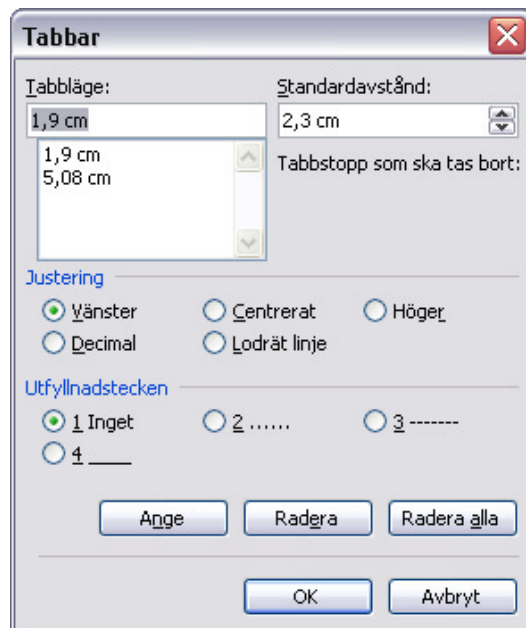 Tabbar
Tabbläge: Standardavstånd:
1,9 cm 2,3 cm
1,9 cm Tabbstopp som ska tas bort:
5,08 cm
Justering
Vänster Centrerat Höger
Decimal Lodrät linje
Utfyllnadstecken
1 Inget 2 ...... 3 -------
4 ____
Ange Radera Radera alla
OK Avbryt